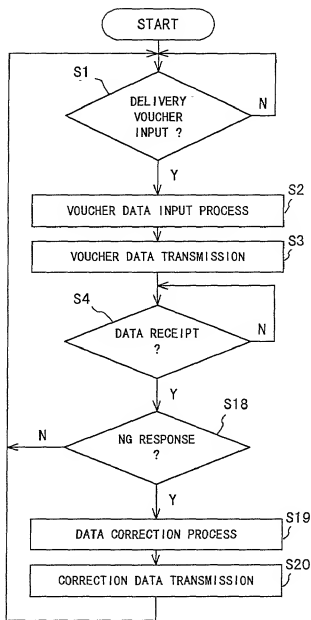 START
S1
DELIVERY
VOUCHER
INPUT ?
N
Y
S2
VOUCHER DATA INPUT PROCESS
S3
VOUCHER DATA TRANSMISSION
S4
DATA RECEIPT
?
N
Y
S18
NG RESPONSE
?
N
Y
S19
DATA CORRECTION PROCESS
S20
CORRECTION DATA TRANSMISSION